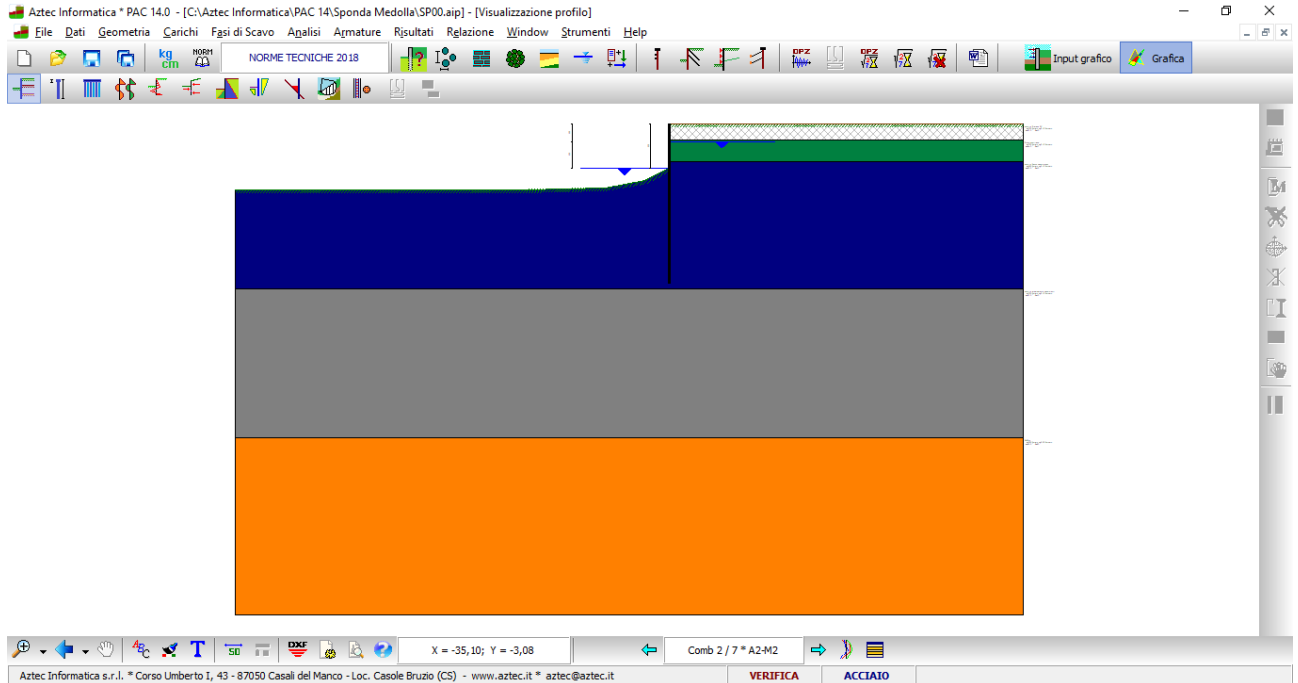 Aztec Informatica * PAC 14.0 - [C:\Aztec Informatica\PAC 14\Sponda Medolla\SP00.aip] - [Visualizzazione profilo]
File Dati Geometria Carichi Fasi di Scavo Analisi Armature Risultati Relazione Window Strumenti Help
kg cm NORM NORME TECNICHE 2018 DPZ DPZ Input grafico Grafica
X = -35,10; Y = -3,08 Comb 2 / 7 * A2-M2
Aztec Informatica s.r.l. * Corso Umberto I, 43 - 87050 Casali del Manco - Loc. Casole Bruzio (CS) - www.aztec.it * aztec@aztec.it VERIFICA ACCIAIO